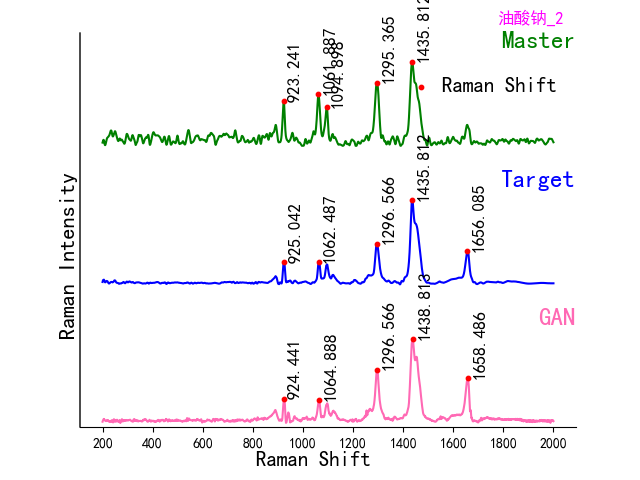 油酸钠_2
Master
923.241
1061.887
1094.898
1295.365
1435.812
Raman Shift
Target
925.042
1062.487
1296.566
1435.812
1656.085
GAN
924.441
1064.888
1296.566
1438.813
1658.486
Raman Intensity
200 400 600 800 1000 1200 1400 1600 1800 2000
Raman Shift